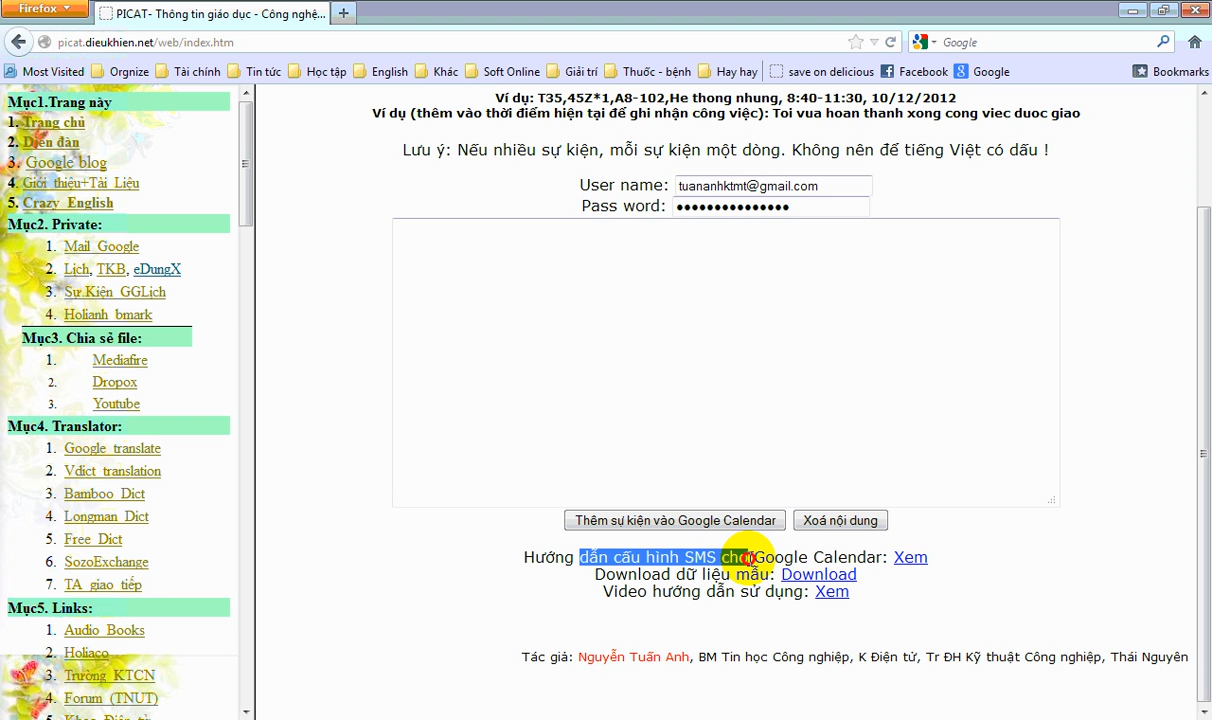 Firefox
PICAT- Thông tin giáo dục - Công nghệ...
picat.dieukhien.net/web/index.htm
Google
Most Visited
Orgnize
Tài chính
Tin tức
Học tập
English
Khác
Soft Online
Giải trí
Thuốc - bệnh
Hay hay
save on delicious
Facebook
Google
Bookmarks
Mục1.Trang này
1. Trang chủ
2. Diễn đàn
3. Google blog
4. Giới thiệu+Tài Liệu
5. Crazy English
Mục2. Private:
1. Mail Google
2. Lịch, TKB, eDungX
3. Sự.Kiện GGLịch
4. Holianh bmark
Mục3. Chia sẻ file:
1. Mediafire
2. Dropox
3. Youtube
Mục4. Translator:
1. Google translate
2. Vdict translation
3. Bamboo Dict
4. Longman Dict
5. Free Dict
6. SozoExchange
7. TA giao tiếp
Mục5. Links:
1. Audio Books
2. Holiaco
3. Trường KTCN
4. Forum (TNUT)
Ví dụ: T35,45Z*1,A8-102,He thong nhung, 8:40-11:30, 10/12/2012
Ví dụ (thêm vào thời điểm hiện tại để ghi nhận công việc): Toi vua hoan thanh xong cong viec duoc giao
Lưu ý: Nếu nhiều sự kiện, mỗi sự kiện một dòng. Không nên để tiếng Việt có dấu !
User name: tuananhktmt@gmail.com
Pass word: ●●●●●●●●●●●●●●●
Thêm sự kiện vào Google Calendar
Xoá nội dung
Hướng dẫn cấu hình SMS cho Google Calendar: Xem
Download dữ liệu mẫu: Download
Video hướng dẫn sử dụng: Xem
Tác giả: Nguyễn Tuấn Anh, BM Tin học Công nghiệp, K Điện tử, Tr ĐH Kỹ thuật Công nghiệp, Thái Nguyên